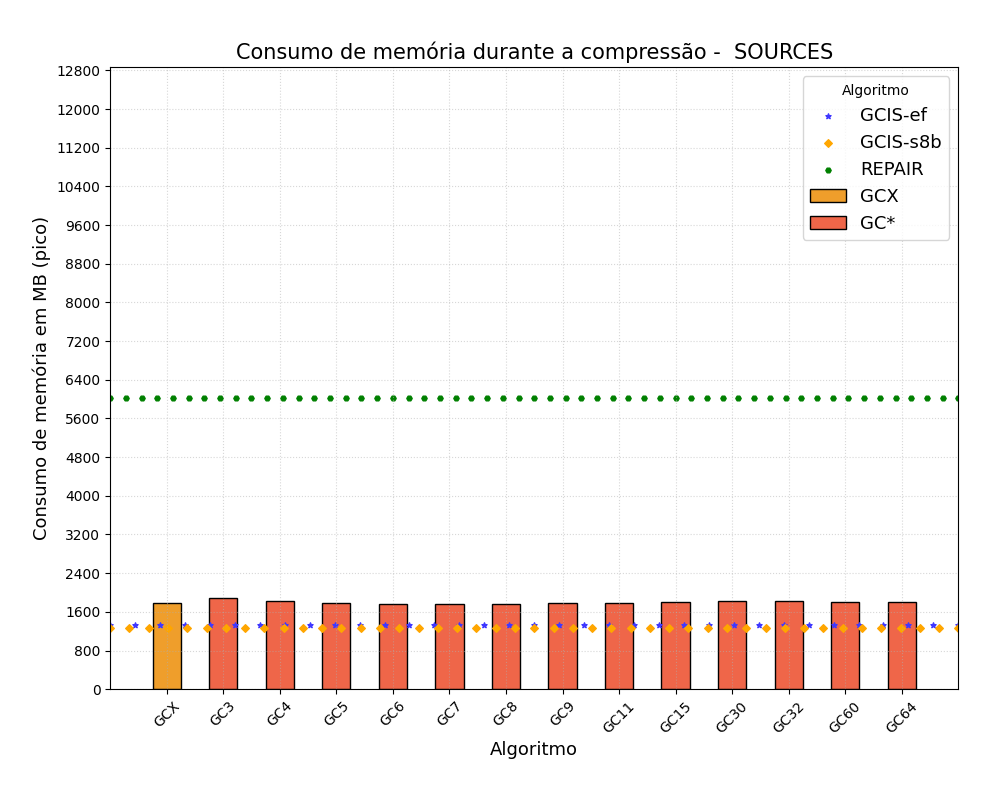 Consumo de memória durante a compressão -  SOURCES
Consumo de memória em MB (pico)
12800
12000
11200
10400
9600
8800
8000
7200
6400
5600
4800
4000
3200
2400
1600
800
0
Algoritmo
GCIS-ef
GCIS-s8b
REPAIR
GCX
GC*
GCX
GC3
GC4
GC5
GC6
GC7
GC8
GC9
GC11
GC15
GC30
GC32
GC60
GC64
Algoritmo